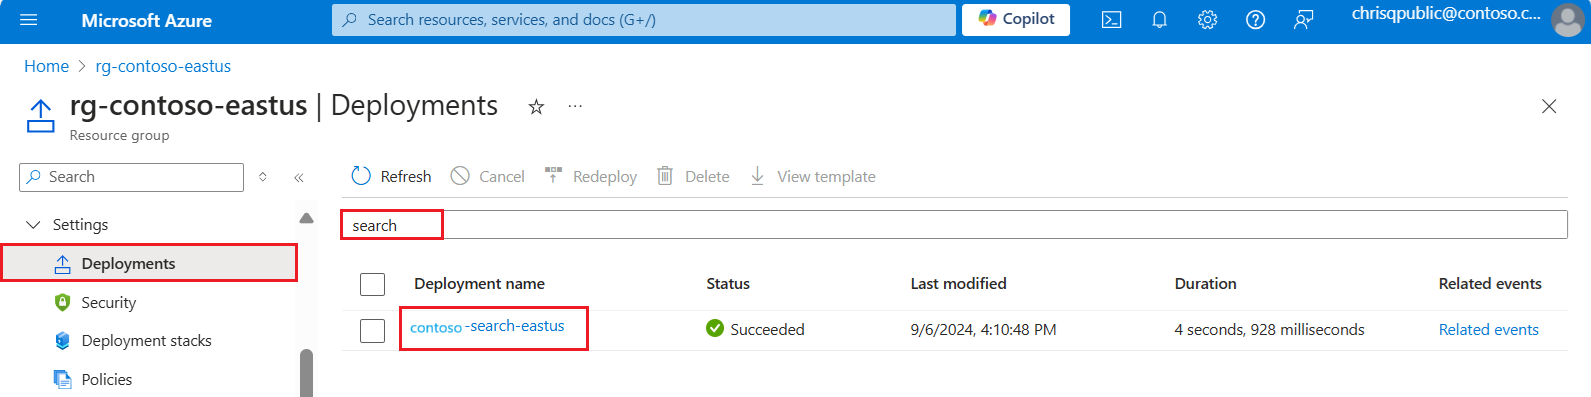 Microsoft Azure
Search resources, services, and docs (G+/)
Copilot
chrisqpublic@contoso.c...
Home > rg-contoso-eastus
rg-contoso-eastus | Deployments
Resource group
Search
Refresh Cancel Redeploy Delete View template
Settings
search
Deployments
Security
Deployment stacks
Policies
Deployment name Status Last modified Duration Related events
contoso-search-eastus Succeeded 9/6/2024, 4:10:48 PM 4 seconds, 928 milliseconds Related events